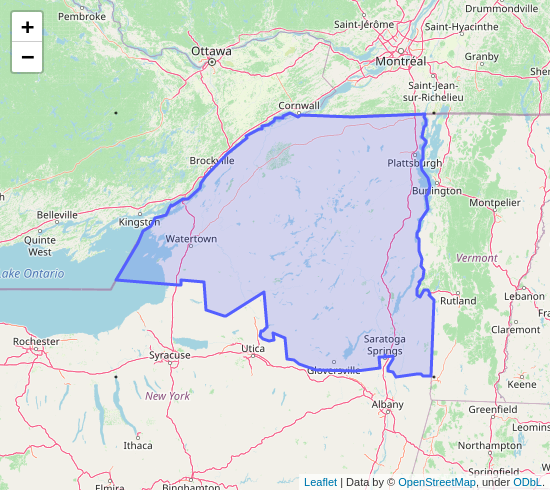 Pembroke
Drummondville
Saint-Jérôme
Saint-Hyacinthe
+
−
Ottawa
Granby
Montréal
Saint-Jean-
sur-Richelieu
Cornwall
Plattsburgh
Brockville
Burlington
Montpelier
Belleville
Kingston
Quinte
West
Watertown
Vermont
Lake Ontario
Rutland
Lebanon
Claremont
Rochester
Syracuse
Utica
Saratoga
Springs
Gloversville
Keene
New York
Albany
Greenfield
Leomins
Ithaca
Northampton
Springfield
Elmira
Binghamton
Leaflet | Data by © OpenStreetMap, under ODbL.